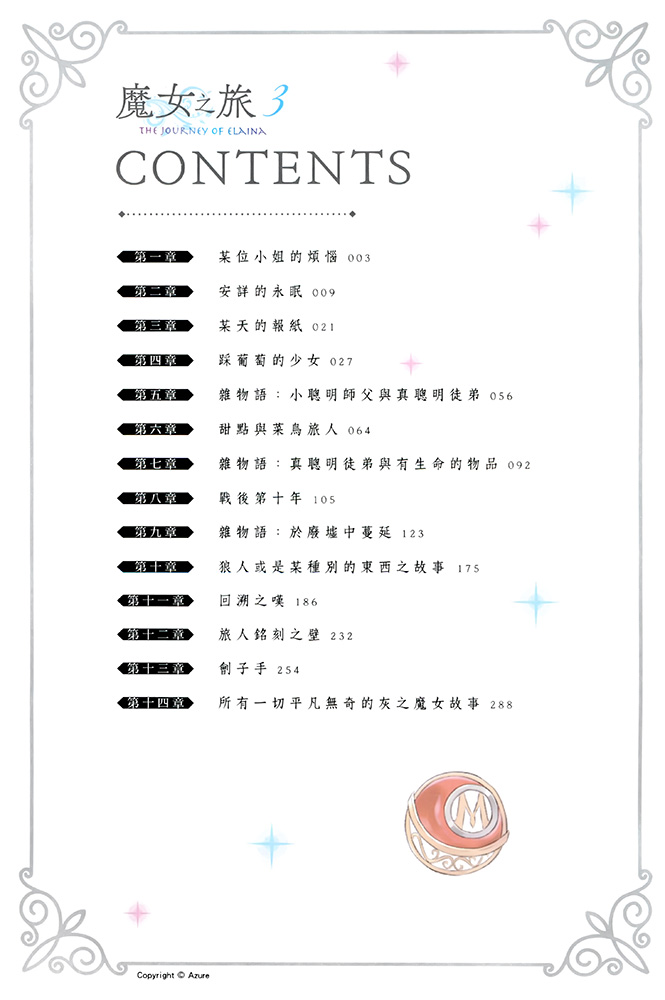 魔女之旅 3
THE JOURNEY OF ELAINA
CONTENTS
第一章 某位小姐的煩惱 003
第二章 安詳的永眠 009
第三章 某天的報紙 021
第四章 踩葡萄的少女 027
第五章 雜物語：小聰明師父與真聰明徒弟 056
第六章 甜點與菜鳥旅人 064
第七章 雜物語：真聰明徒弟與有生命的物品 092
第八章 戰後第十年 105
第九章 雜物語：於廢墟中蔓延 123
第十章 狼人或是某種別的東西之故事 175
第十一章 回溯之嘆 186
第十二章 旅人銘刻之壁 232
第十三章 劊子手 254
第十四章 所有一切平凡無奇的灰之魔女故事 288
M
Copyright © Azure